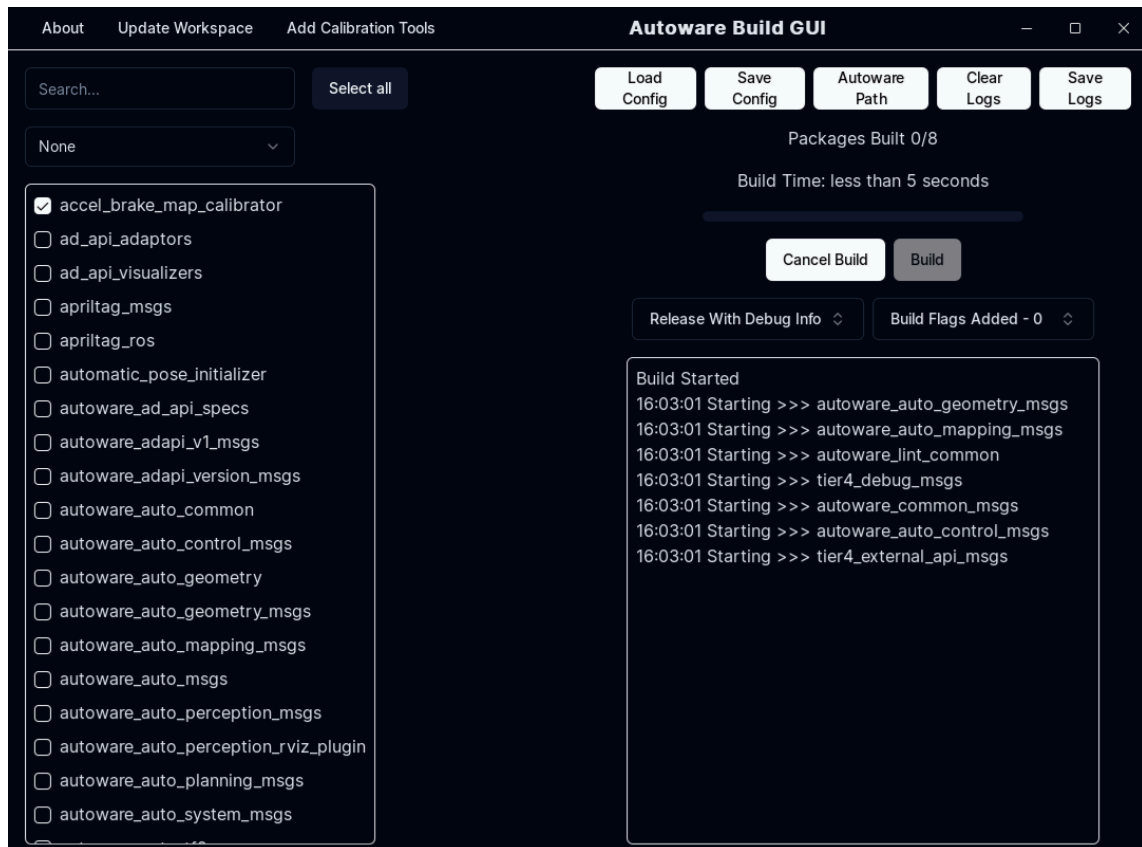 About Update Workspace Add Calibration Tools Autoware Build GUI
Search...
Select all
Load Config
Save Config
Autoware Path
Clear Logs
Save Logs
None
Packages Built 0/8
Build Time: less than 5 seconds
Cancel Build
Build
Release With Debug Info
Build Flags Added - 0
accel_brake_map_calibrator
ad_api_adaptors
ad_api_visualizers
apriltag_msgs
apriltag_ros
automatic_pose_initializer
autoware_ad_api_specs
autoware_adapi_v1_msgs
autoware_adapi_version_msgs
autoware_auto_common
autoware_auto_control_msgs
autoware_auto_geometry
autoware_auto_geometry_msgs
autoware_auto_mapping_msgs
autoware_auto_msgs
autoware_auto_perception_msgs
autoware_auto_perception_rviz_plugin
autoware_auto_planning_msgs
autoware_auto_system_msgs
Build Started
16:03:01 Starting >>> autoware_auto_geometry_msgs
16:03:01 Starting >>> autoware_auto_mapping_msgs
16:03:01 Starting >>> autoware_lint_common
16:03:01 Starting >>> tier4_debug_msgs
16:03:01 Starting >>> autoware_common_msgs
16:03:01 Starting >>> autoware_auto_control_msgs
16:03:01 Starting >>> tier4_external_api_msgs